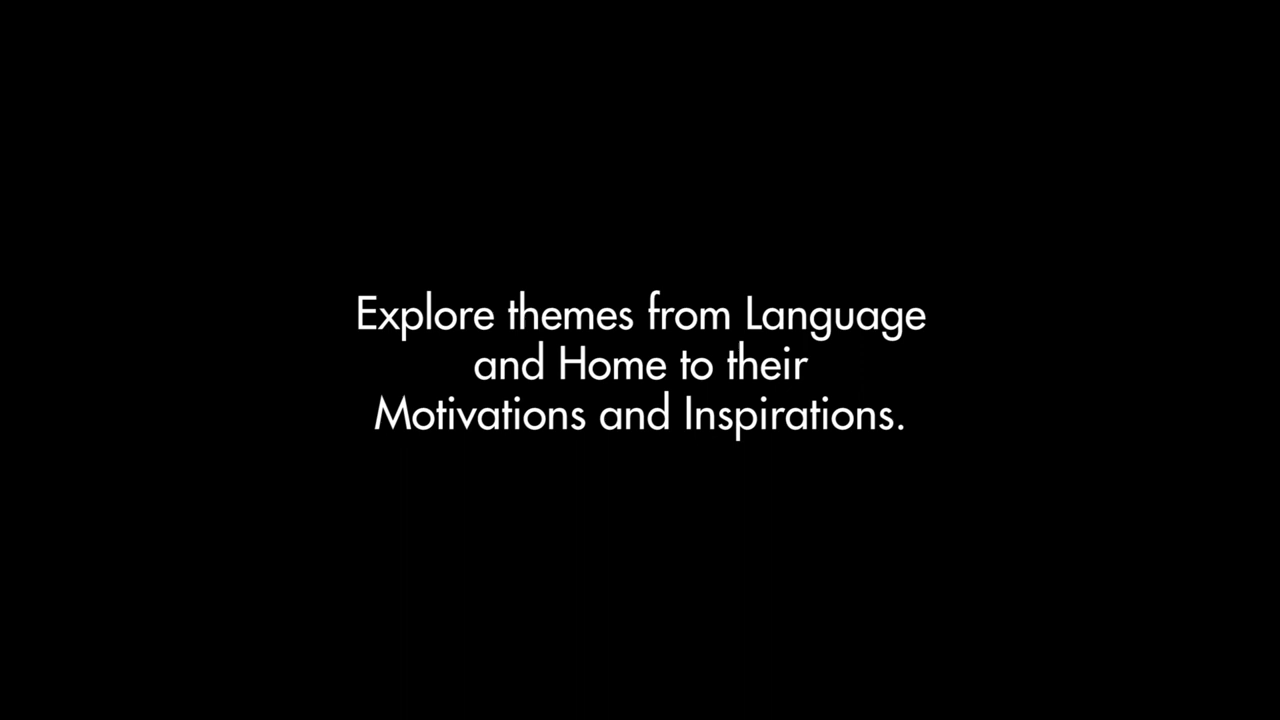 Explore themes from Language
and Home to their
Motivations and Inspirations.